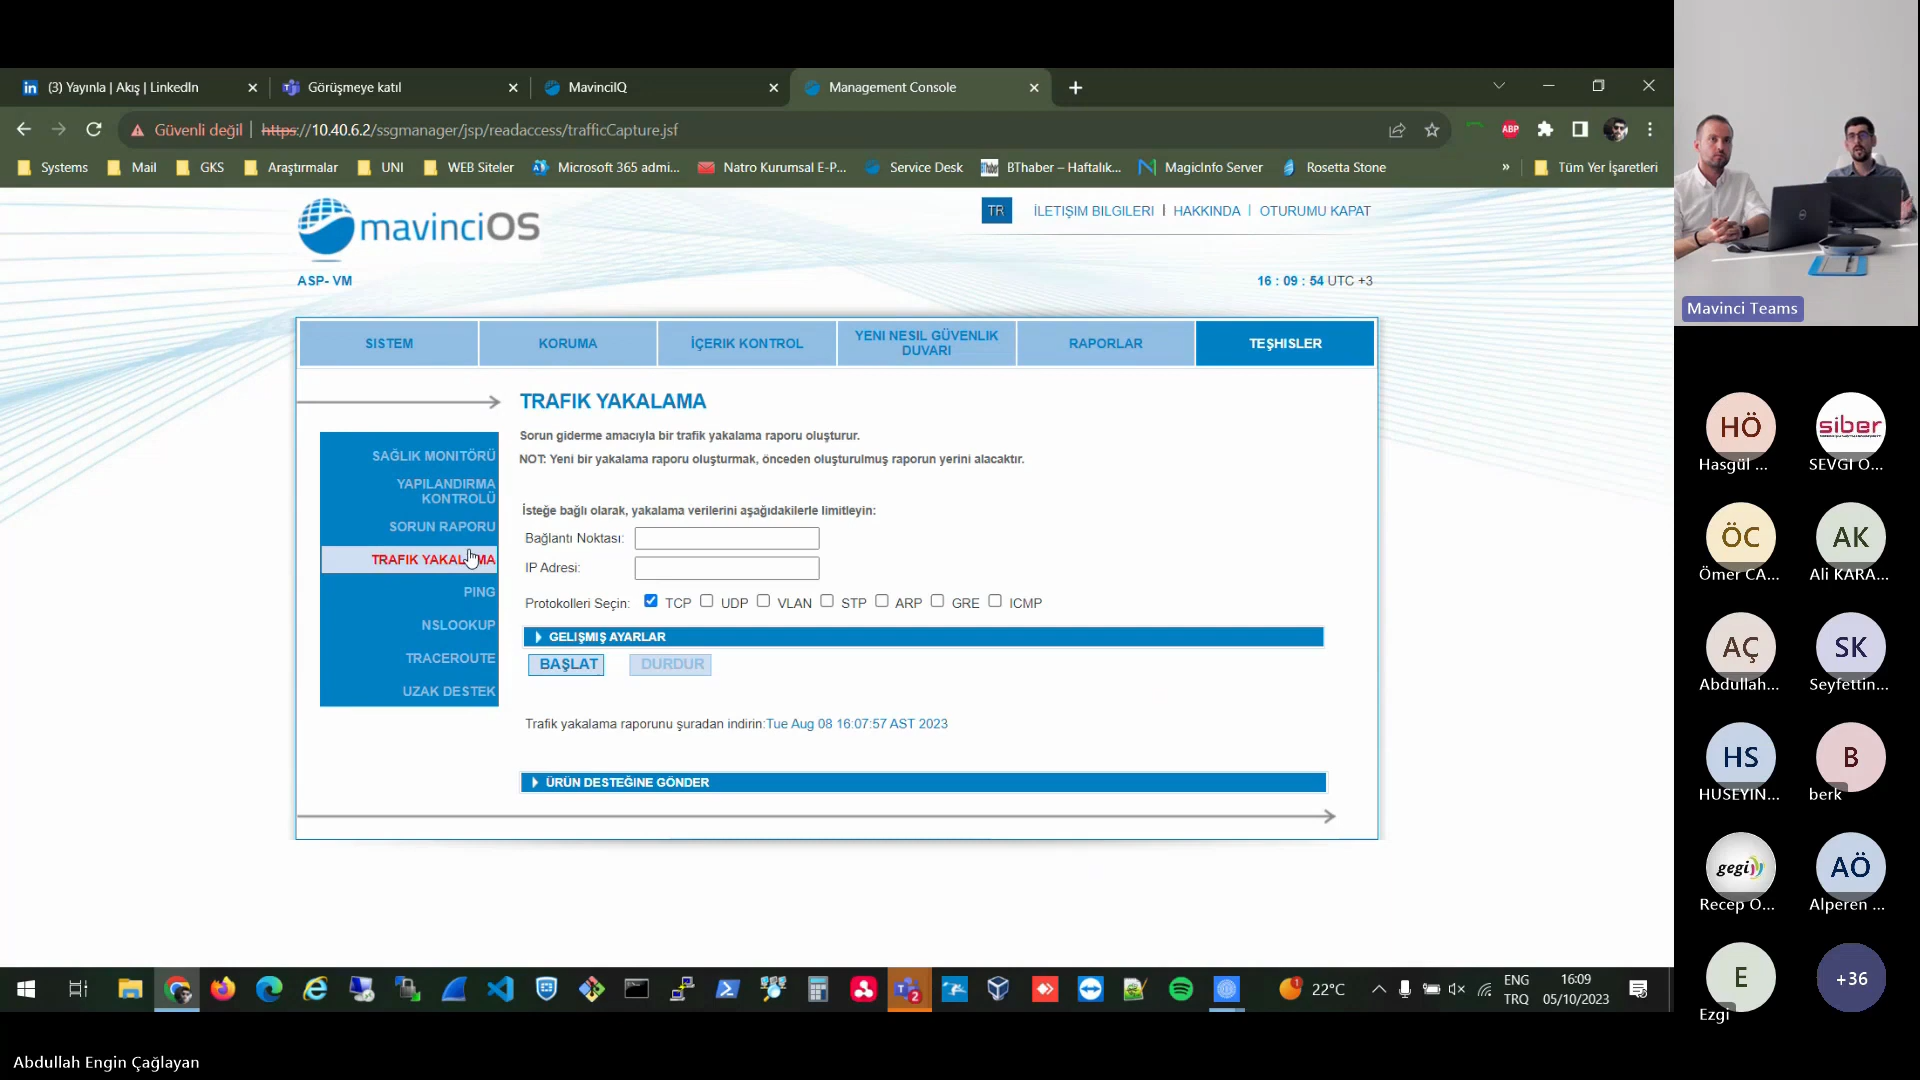 (3) Yayınla | Akış | LinkedIn
Görüşmeye katıl
MavinciIQ
Management Console
Güvenli değil
https://10.40.6.2/ssgmanager/jsp/readaccess/trafficCapture.jsf
ABP
Systems
Mail
GKS
Araştırmalar
UNI
WEB Siteler
Microsoft 365 admi...
Natro Kurumsal E-P...
Service Desk
BThaber – Haftalık...
MagicInfo Server
Rosetta Stone
»
Tüm Yer İşaretleri
mavinciOS
TR
İLETIŞIM BILGILERI | HAKKINDA | OTURUMU KAPAT
ASP- VM
16 : 09 : 54 UTC +3
SISTEM
KORUMA
İÇERIK KONTROL
YENI NESIL GÜVENLIK
DUVARI
RAPORLAR
TEŞHISLER
SAĞLIK MONITÖRÜ
YAPILANDIRMA
KONTROLÜ
SORUN RAPORU
TRAFIK YAKALAMA
PING
NSLOOKUP
TRACEROUTE
UZAK DESTEK
TRAFIK YAKALAMA
Sorun giderme amacıyla bir trafik yakalama raporu oluşturur.
NOT: Yeni bir yakalama raporu oluşturmak, önceden oluşturulmuş raporun yerini alacaktır.
İsteğe bağlı olarak, yakalama verilerini aşağıdakilerle limitleyin:
Bağlantı Noktası:
IP Adresi:
Protokolleri Seçin: TCP UDP VLAN STP ARP GRE ICMP
GELIŞMIŞ AYARLAR
BAŞLAT DURDUR
Trafik yakalama raporunu şuradan indirin:Tue Aug 08 16:07:57 AST 2023
ÜRÜN DESTEĞINE GÖNDER
22°C
ENG
TRQ
16:09
05/10/2023
Mavinci Teams
HÖ
Hasgül ...
siber
SEVGI O...
ÖC
Ömer CA...
AK
Ali KARA...
AÇ
Abdullah...
SK
Seyfettin...
HS
HUSEYIN...
B
berk
gegi
Recep O...
AÖ
Alperen ...
E
Ezgi
+36
Abdullah Engin Çağlayan